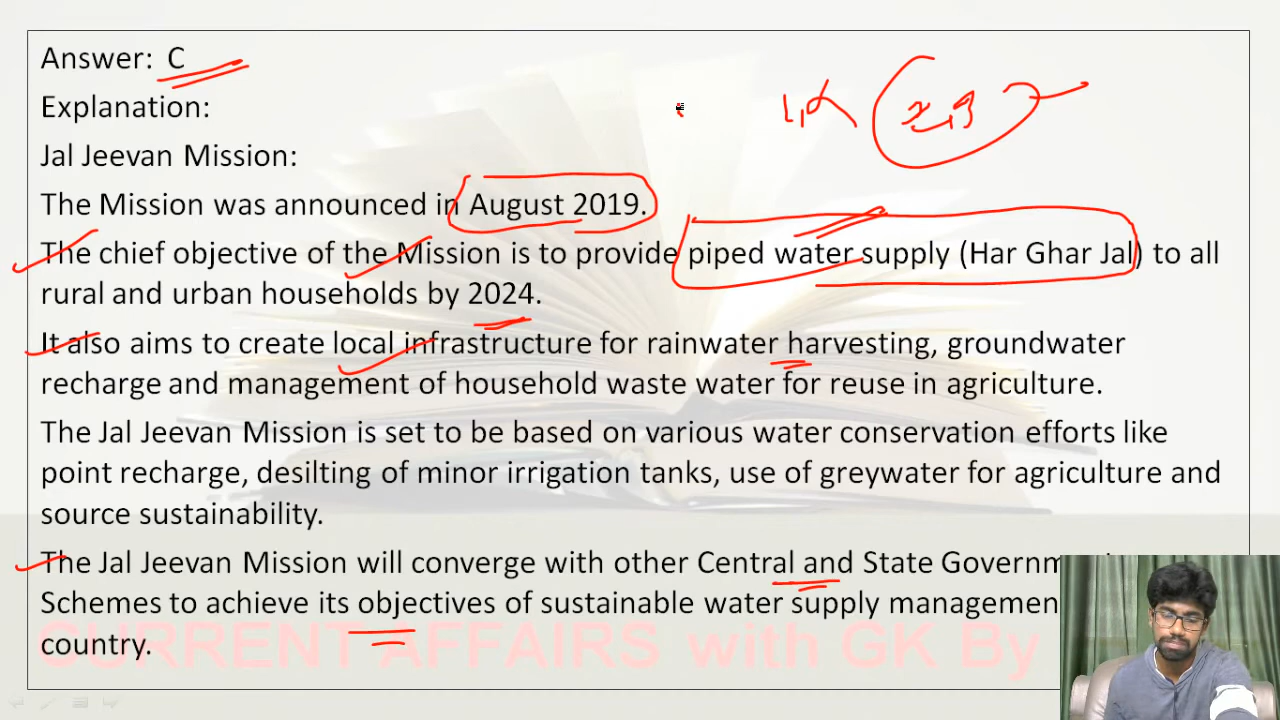 Answer: C
Explanation:
Jal Jeevan Mission:
The Mission was announced in August 2019.
The chief objective of the Mission is to provide piped water supply (Har Ghar Jal) to all
rural and urban households by 2024.
It also aims to create local infrastructure for rainwater harvesting, groundwater
recharge and management of household waste water for reuse in agriculture.
The Jal Jeevan Mission is set to be based on various water conservation efforts like
point recharge, desilting of minor irrigation tanks, use of greywater for agriculture and
source sustainability.
The Jal Jeevan Mission will converge with other Central and State
Schemes to achieve its objectives of sustainable water supply
country.
CURRENT AFFAIRS with GK By